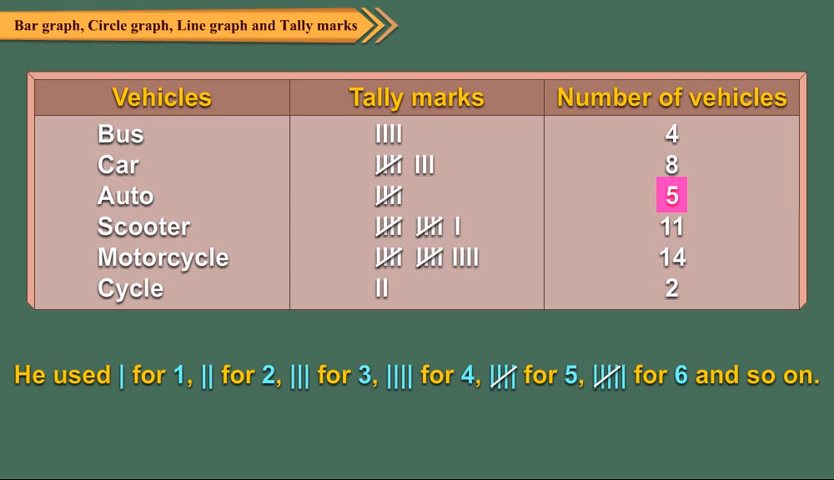 Bar graph, Circle graph, Line graph and Tally marks
Vehicles Tally marks Number of vehicles
Bus |||| 4
Car 𝍸 ||| 8
Auto 𝍸 5
Scooter 𝍸 𝍸 | 11
Motorcycle 𝍸 𝍸 |||| 14
Cycle || 2
He used | for 1, || for 2, ||| for 3, |||| for 4, 𝍸 for 5, 𝍸| for 6 and so on.